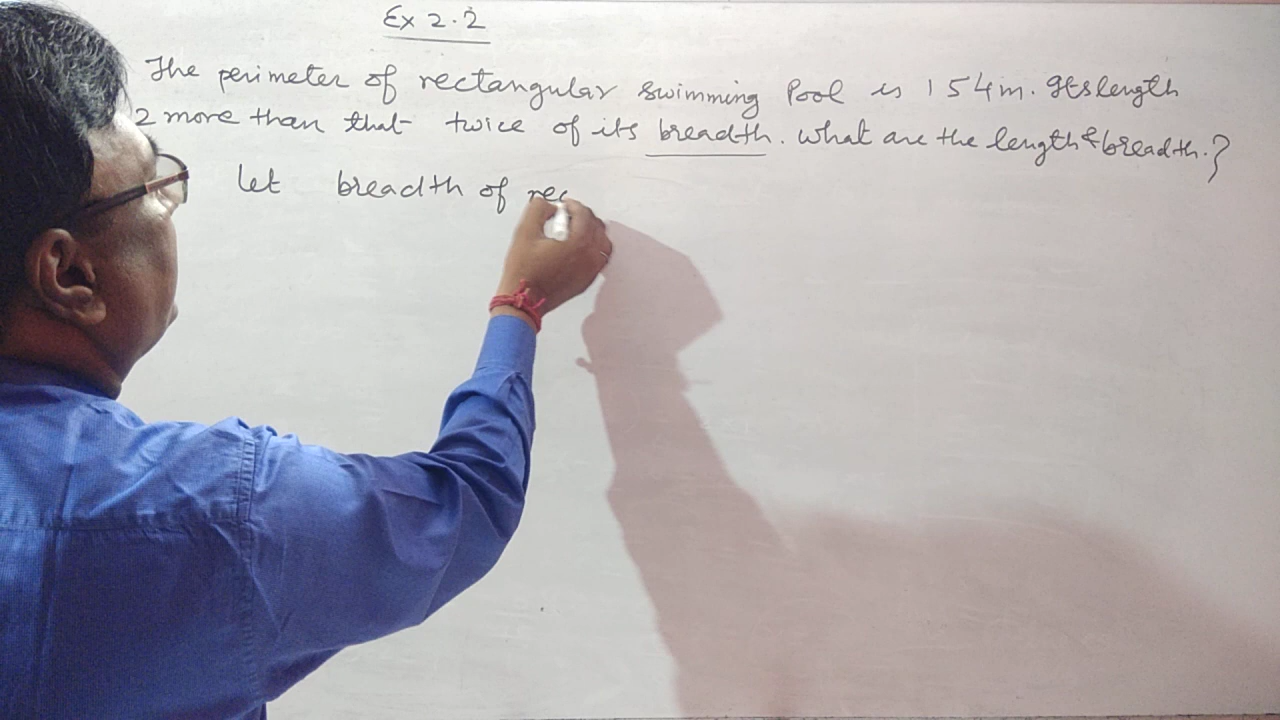 Ex 2.2
The perimeter of rectangular swimming Pool is 154m. Its length
2 more than that twice of its breadth. what are the length & breadth.?
let breadth of rec